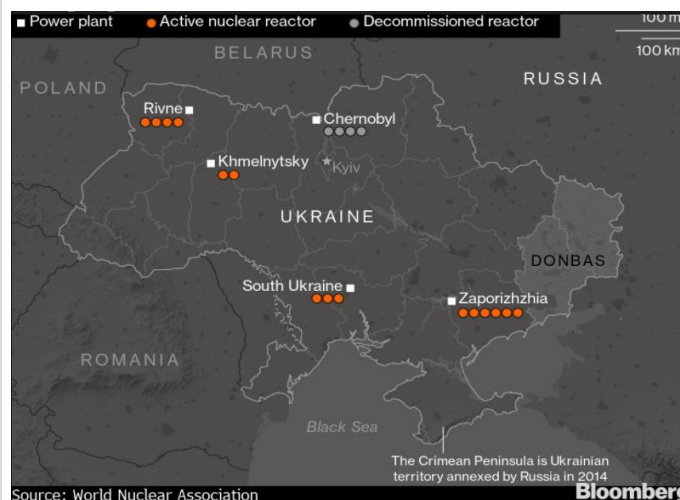 Power plant
Active nuclear reactor
Decommissioned reactor
100 m
100 km
BELARUS
POLAND
RUSSIA
Rivne
Chernobyl
Khmelnytsky
Kyiv
UKRAINE
DONBAS
South Ukraine
Zaporizhzhia
ROMANIA
Black Sea
The Crimean Peninsula is Ukrainian
territory annexed by Russia in 2014
Source: World Nuclear Association
Bloomber